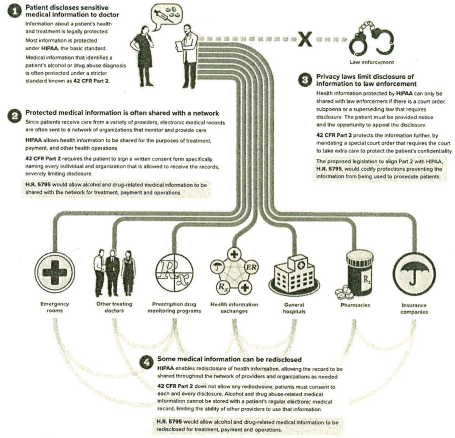 1 Patient discloses sensitive
medical information to doctor
Information about a patient's health
and treatment is legally protected.
Most information is protected
under HIPAA, the basic standard.
Medical information that identifies a
patient's alcohol or drug abuse diagnosis
is often protected under a stricter
standard known as 42 CFR Part 2.
X
Law enforcement
3 Privacy laws limit disclosure of
information to law enforcement
Health information protected by HIPAA can only be
shared with law enforcement if there is a court order,
subpoena or a superseding law that requires
disclosure. The patient must be provided notice
and the opportunity to appeal the disclosure.
42 CFR Part 2 protects the information further, by
mandating a special court order that requires the court
to take extra care to protect the patient's confidentiality.
The proposed legislation to align Part 2 with HIPAA,
H.R. 5795, would codify protections preventing the
information from being used to prosecute patients.
2 Protected medical information is often shared with a network
Since patients receive care from a variety of providers, electronic medical records
are often sent to a network of organizations that monitor and provide care.
HIPAA allows health information to be shared for the purposes of treatment,
payment, and other health operations.
42 CFR Part 2 requires the patient to sign a written consent form specifically
naming every individual and organization that is allowed to receive the records,
severely limiting disclosure.
H.R. 5795 would allow alcohol and drug-related medical information to be
shared with the network for treatment, payment and operations.
Rx
ER
Rx
Rx
Emergency
rooms
Other treating
doctors
Prescription drug
monitoring programs
Health information
exchanges
General
hospitals
Pharmacies
Insurance
companies
4 Some medical information can be redisclosed
HIPAA enables redisclosure of health information, allowing the record to be
shared throughout the network of providers and organizations as needed.
42 CFR Part 2 does not allow any redisclosure; patients must consent to
each and every disclosure. Alcohol and drug abuse-related medical information
cannot be stored with a patient's regular electronic medical
record, limiting the ability of other providers to use that information.
H.R. 5795 would allow alcohol and drug-related medical information to be
redisclosed for treatment, payment and operations.